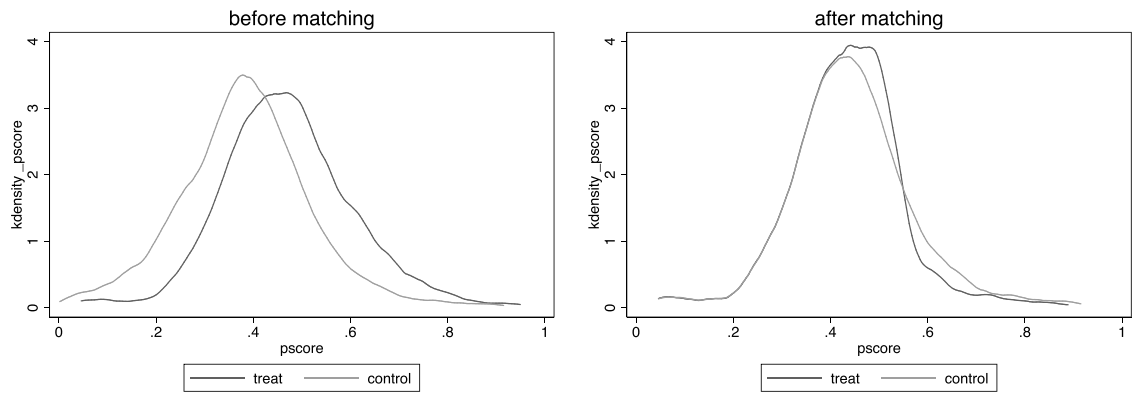 before matching
kdensity_pscore
4
3
2
1
0
0 .2 .4 .6 .8 1
pscore
treat control
after matching
kdensity_pscore
4
3
2
1
0
0 .2 .4 .6 .8 1
pscore
treat control